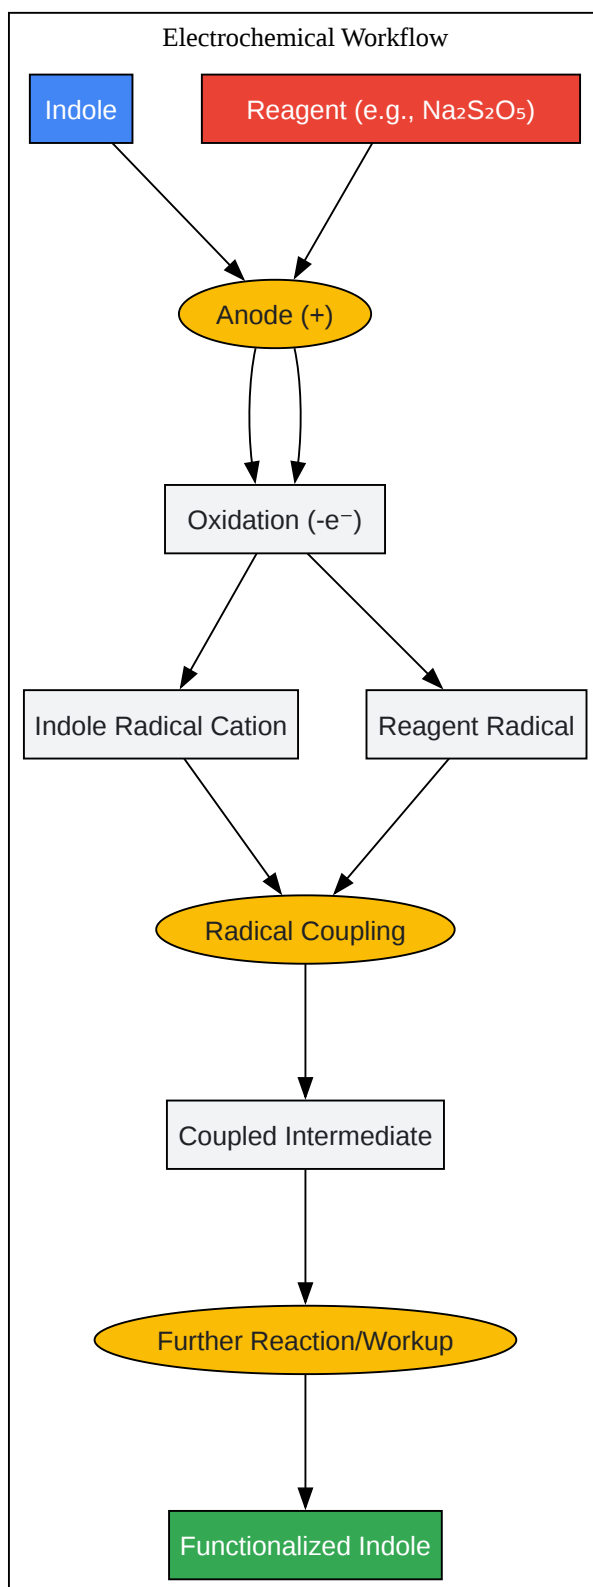 Electrochemical Workflow
Indole
Reagent (e.g., Na₂S₂O₅)
Anode (+)
Oxidation (-e⁻)
Indole Radical Cation
Reagent Radical
Radical Coupling
Coupled Intermediate
Further Reaction/Workup
Functionalized Indole